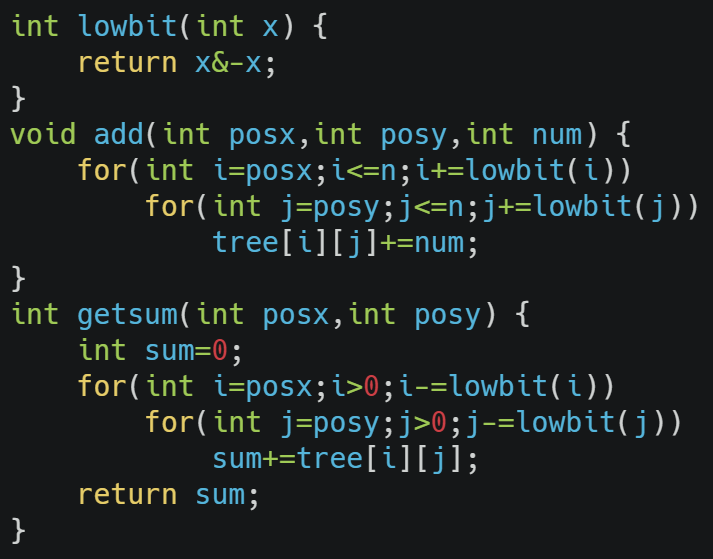 int lowbit(int x) {
    return x&-x;
}
void add(int posx,int posy,int num) {
    for(int i=posx;i<=n;i+=lowbit(i))
        for(int j=posy;j<=n;j+=lowbit(j))
            tree[i][j]+=num;
}
int getsum(int posx,int posy) {
    int sum=0;
    for(int i=posx;i>0;i-=lowbit(i))
        for(int j=posy;j>0;j-=lowbit(j))
            sum+=tree[i][j];
    return sum;
}